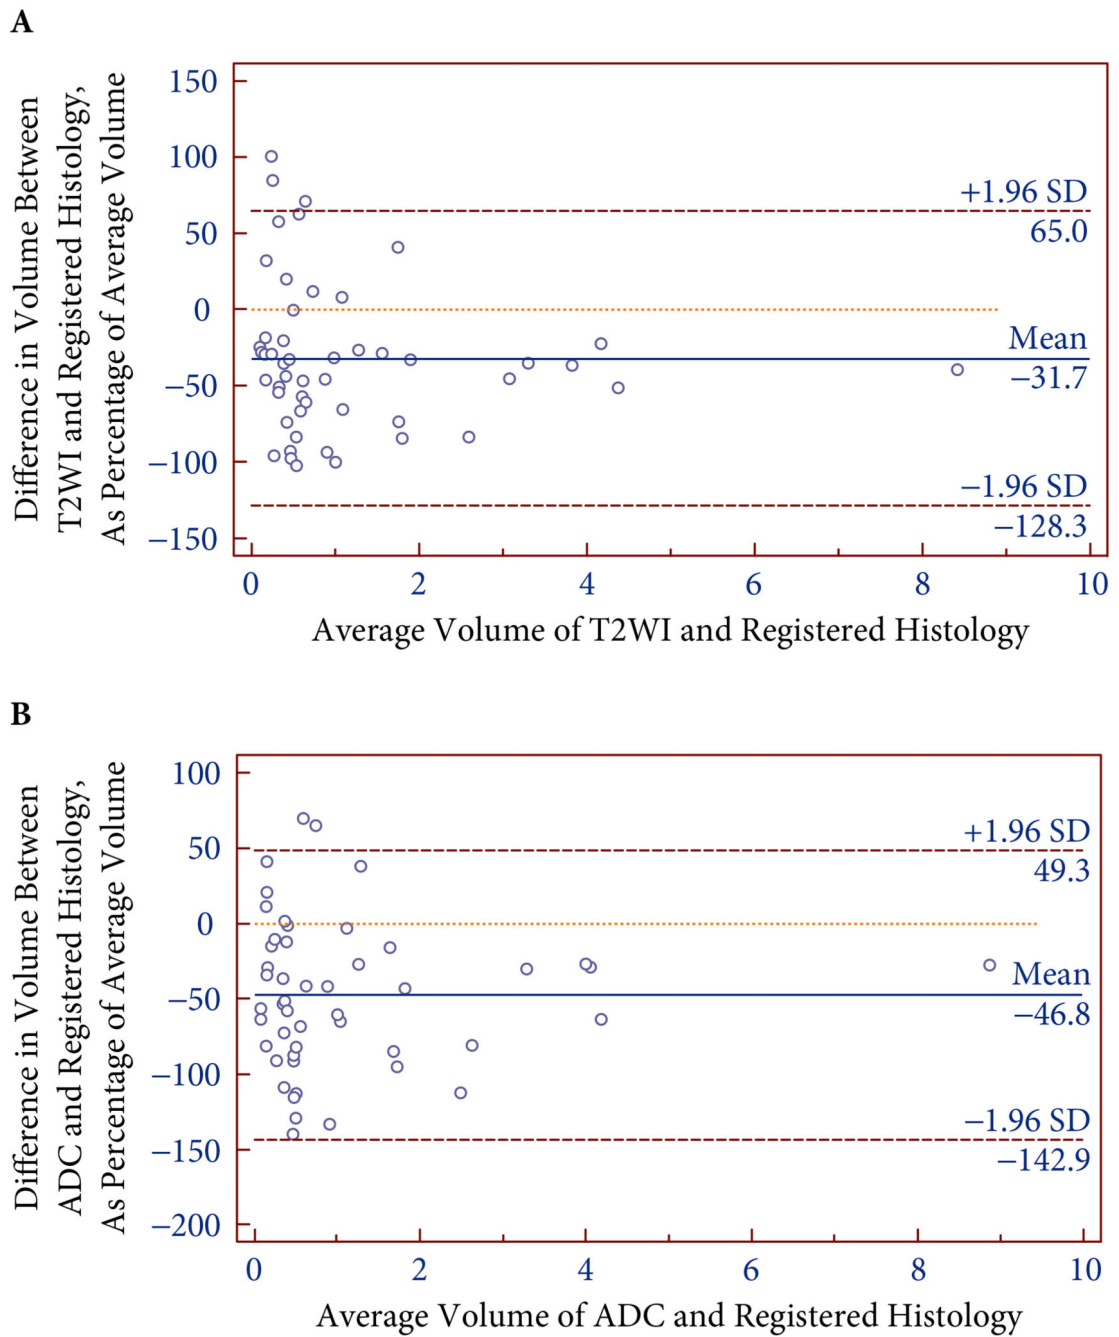 A
Difference in Volume Between
T2WI and Registered Histology,
As Percentage of Average Volume
150
100
50
0
−50
−100
−150
+1.96 SD
65.0
Mean
−31.7
−1.96 SD
−128.3
0 2 4 6 8 10
Average Volume of T2WI and Registered Histology
B
Difference in Volume Between
ADC and Registered Histology,
As Percentage of Average Volume
100
50
0
−50
−100
−150
−200
+1.96 SD
49.3
Mean
−46.8
−1.96 SD
−142.9
0 2 4 6 8 10
Average Volume of ADC and Registered Histology